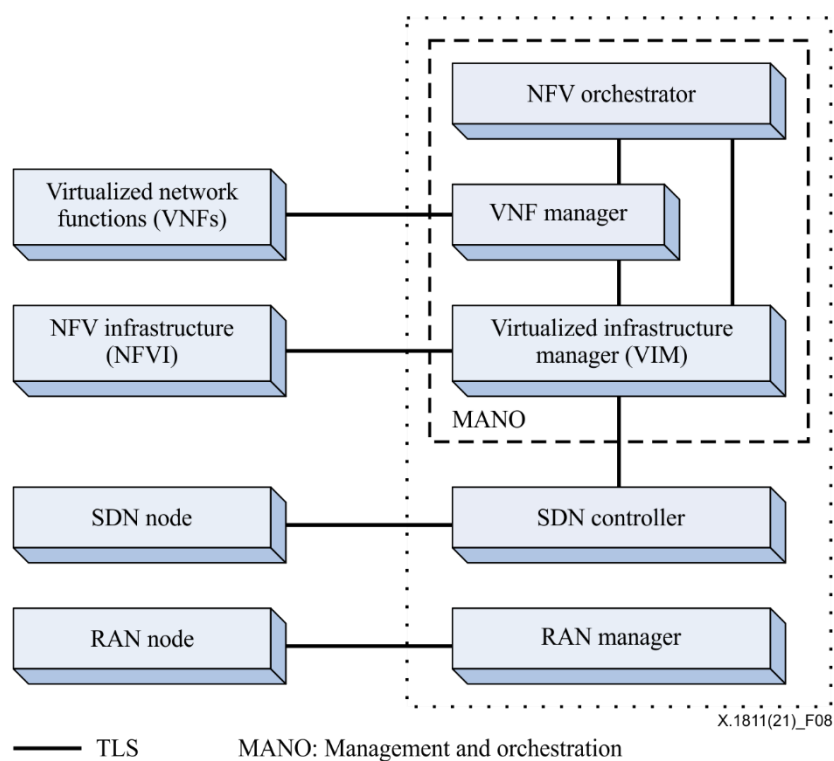 NFV orchestrator
Virtualized network
functions (VNFs)
VNF manager
NFV infrastructure
(NFVI)
Virtualized infrastructure
manager (VIM)
MANO
SDN node
SDN controller
RAN node
RAN manager
X.1811(21)_F08
TLS
MANO: Management and orchestration